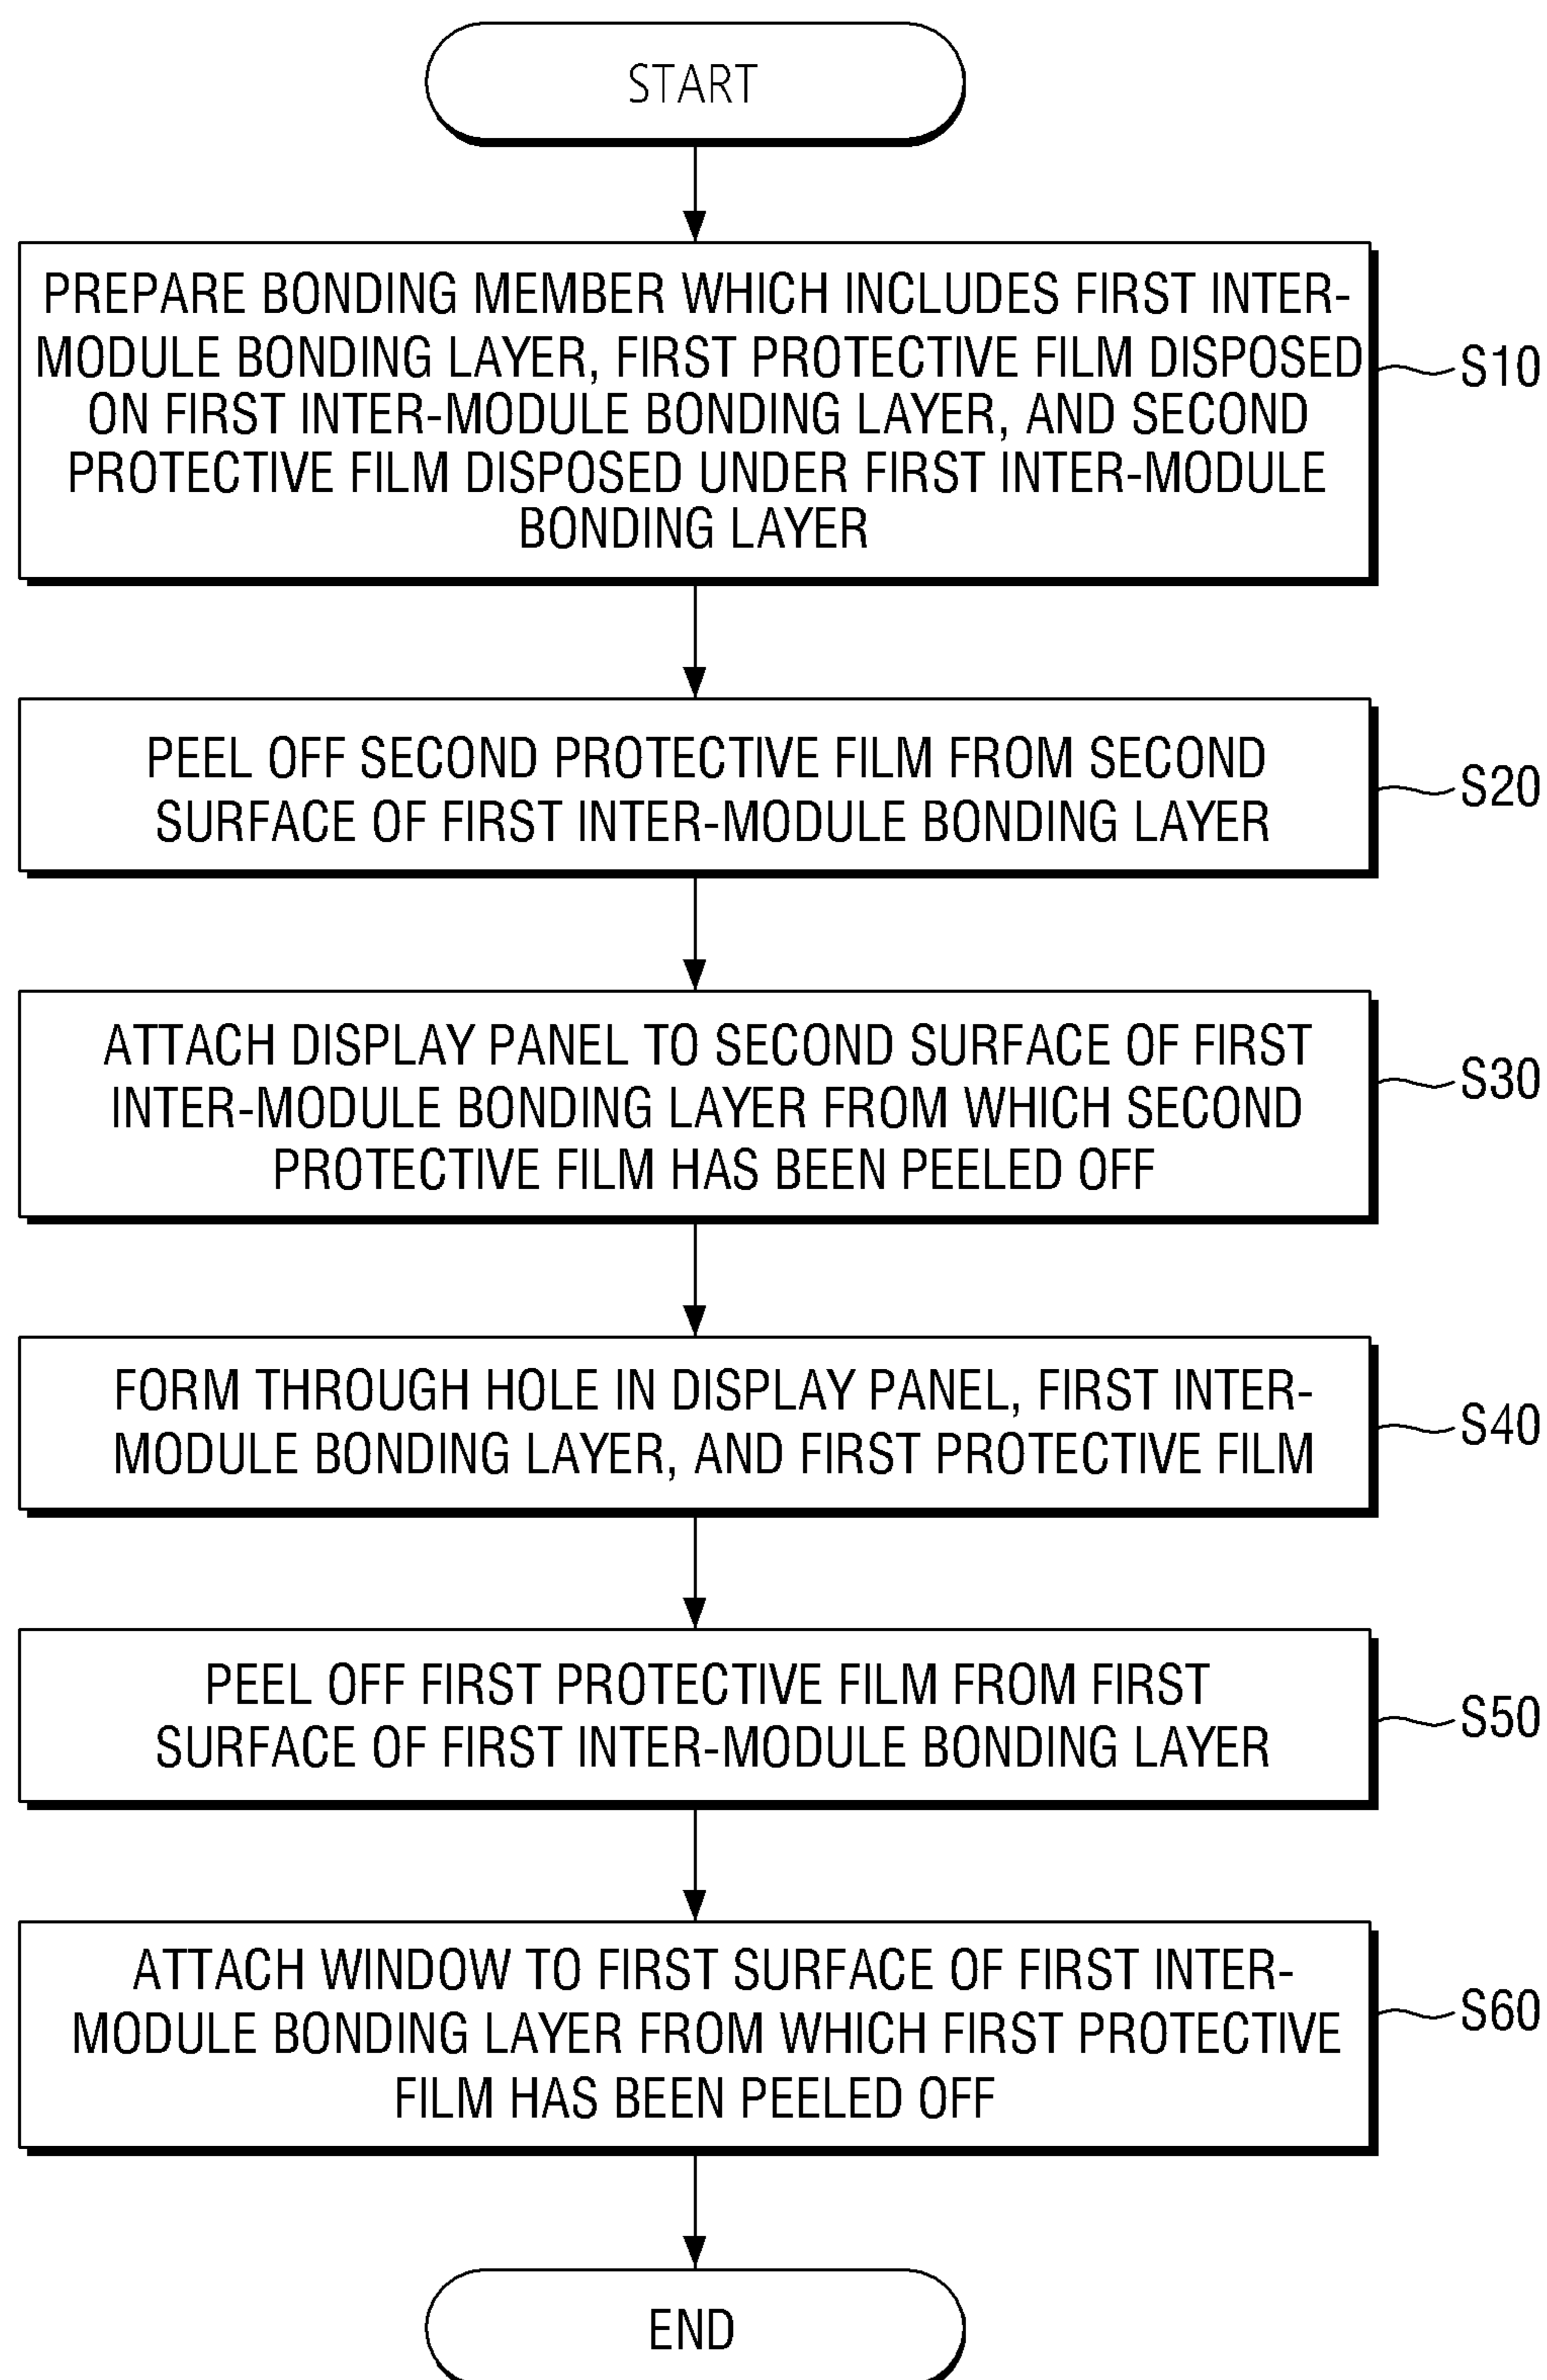 START
PREPARE BONDING MEMBER WHICH INCLUDES FIRST INTER-
MODULE BONDING LAYER, FIRST PROTECTIVE FILM DISPOSED
ON FIRST INTER-MODULE BONDING LAYER, AND SECOND
PROTECTIVE FILM DISPOSED UNDER FIRST INTER-MODULE
BONDING LAYER
S10
PEEL OFF SECOND PROTECTIVE FILM FROM SECOND
SURFACE OF FIRST INTER-MODULE BONDING LAYER
S20
ATTACH DISPLAY PANEL TO SECOND SURFACE OF FIRST
INTER-MODULE BONDING LAYER FROM WHICH SECOND
PROTECTIVE FILM HAS BEEN PEELED OFF
S30
FORM THROUGH HOLE IN DISPLAY PANEL, FIRST INTER-
MODULE BONDING LAYER, AND FIRST PROTECTIVE FILM
S40
PEEL OFF FIRST PROTECTIVE FILM FROM FIRST
SURFACE OF FIRST INTER-MODULE BONDING LAYER
S50
ATTACH WINDOW TO FIRST SURFACE OF FIRST INTER-
MODULE BONDING LAYER FROM WHICH FIRST PROTECTIVE
FILM HAS BEEN PEELED OFF
S60
END